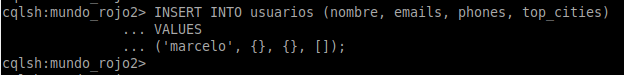 cqlsh:mundo_rojo2> INSERT INTO usuarios (nombre, emails, phones, top_cities)
... VALUES
... ('marcelo', {}, {}, []);
cqlsh:mundo_rojo2>